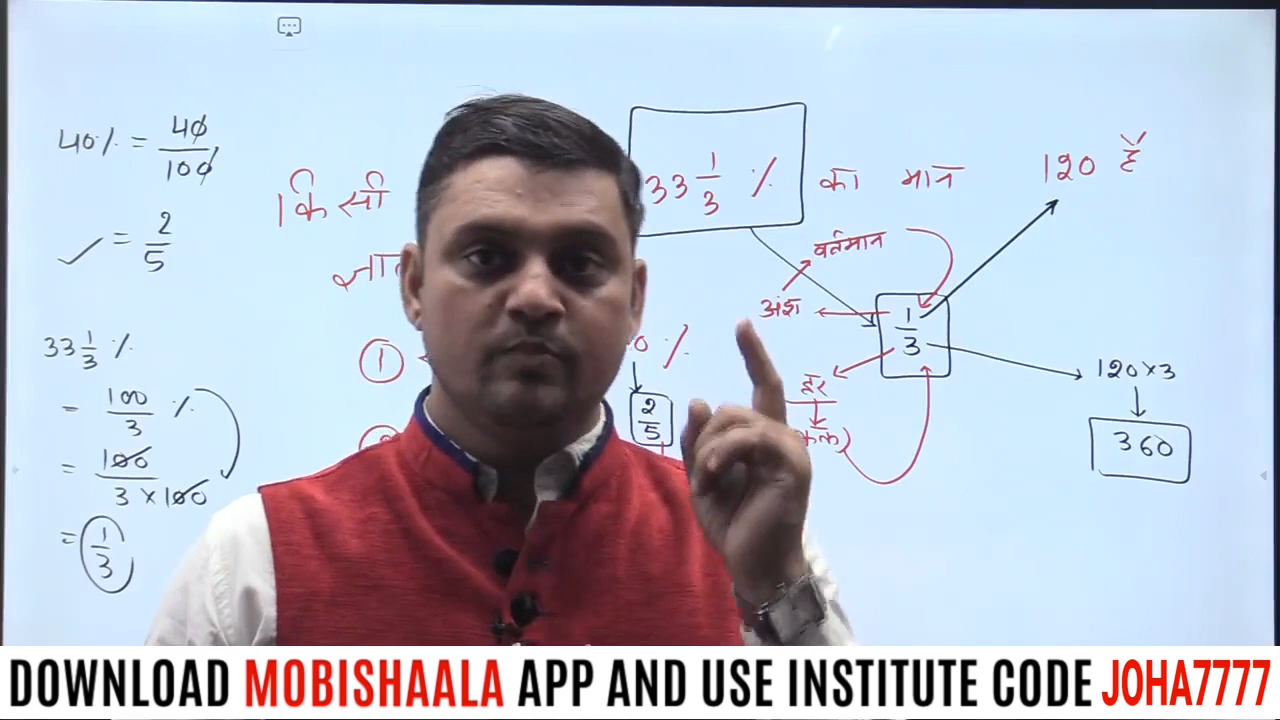 40% = 40/100
= 2/5
33 1/3 %
= 100/3 %
= 100/3×100
= 1/3
किसी 33 1/3 % का मान 120 है
वर्तमान
अंश
1/3
हर
120×3
360
1
%
2/5
DOWNLOAD MOBISHAALA APP AND USE INSTITUTE CODE JOHA7777